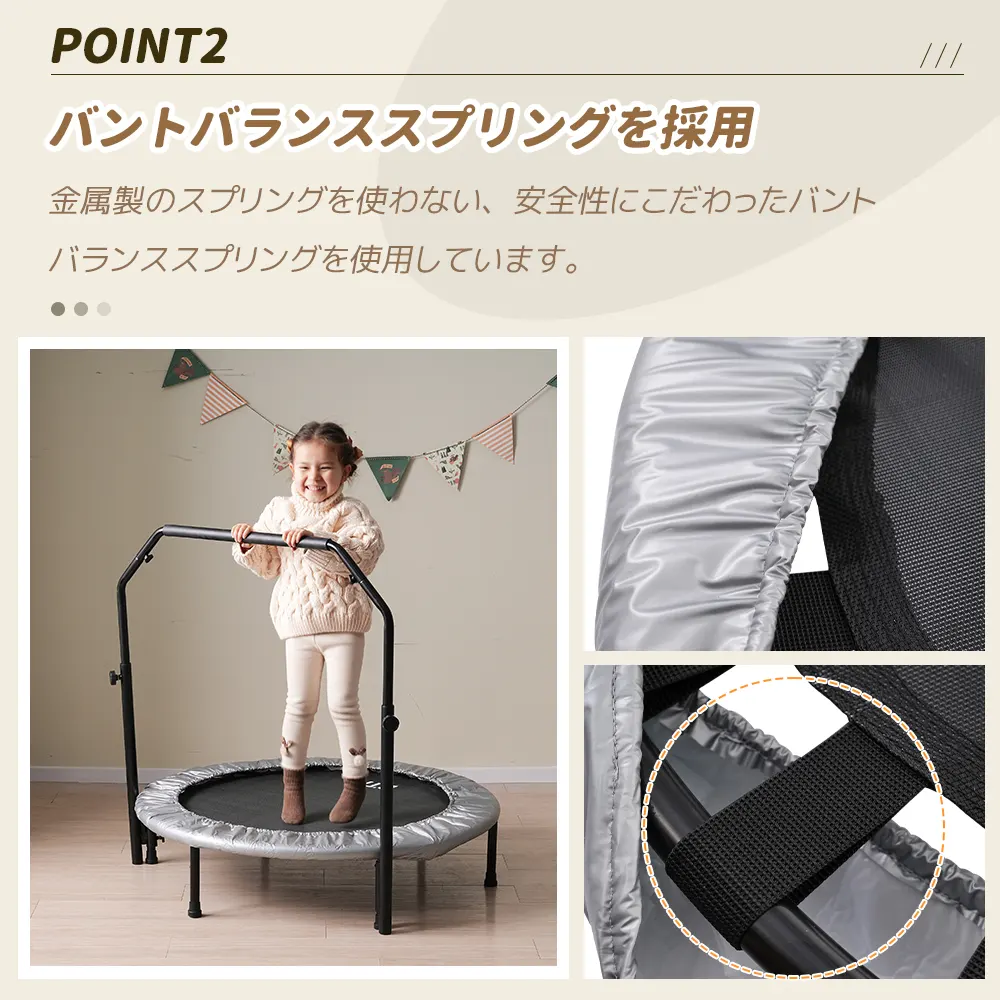 POINT2
バントバランススプリングを採用
金属製のスプリングを使わない、安全性にこだわったバント
バランススプリングを使用しています。